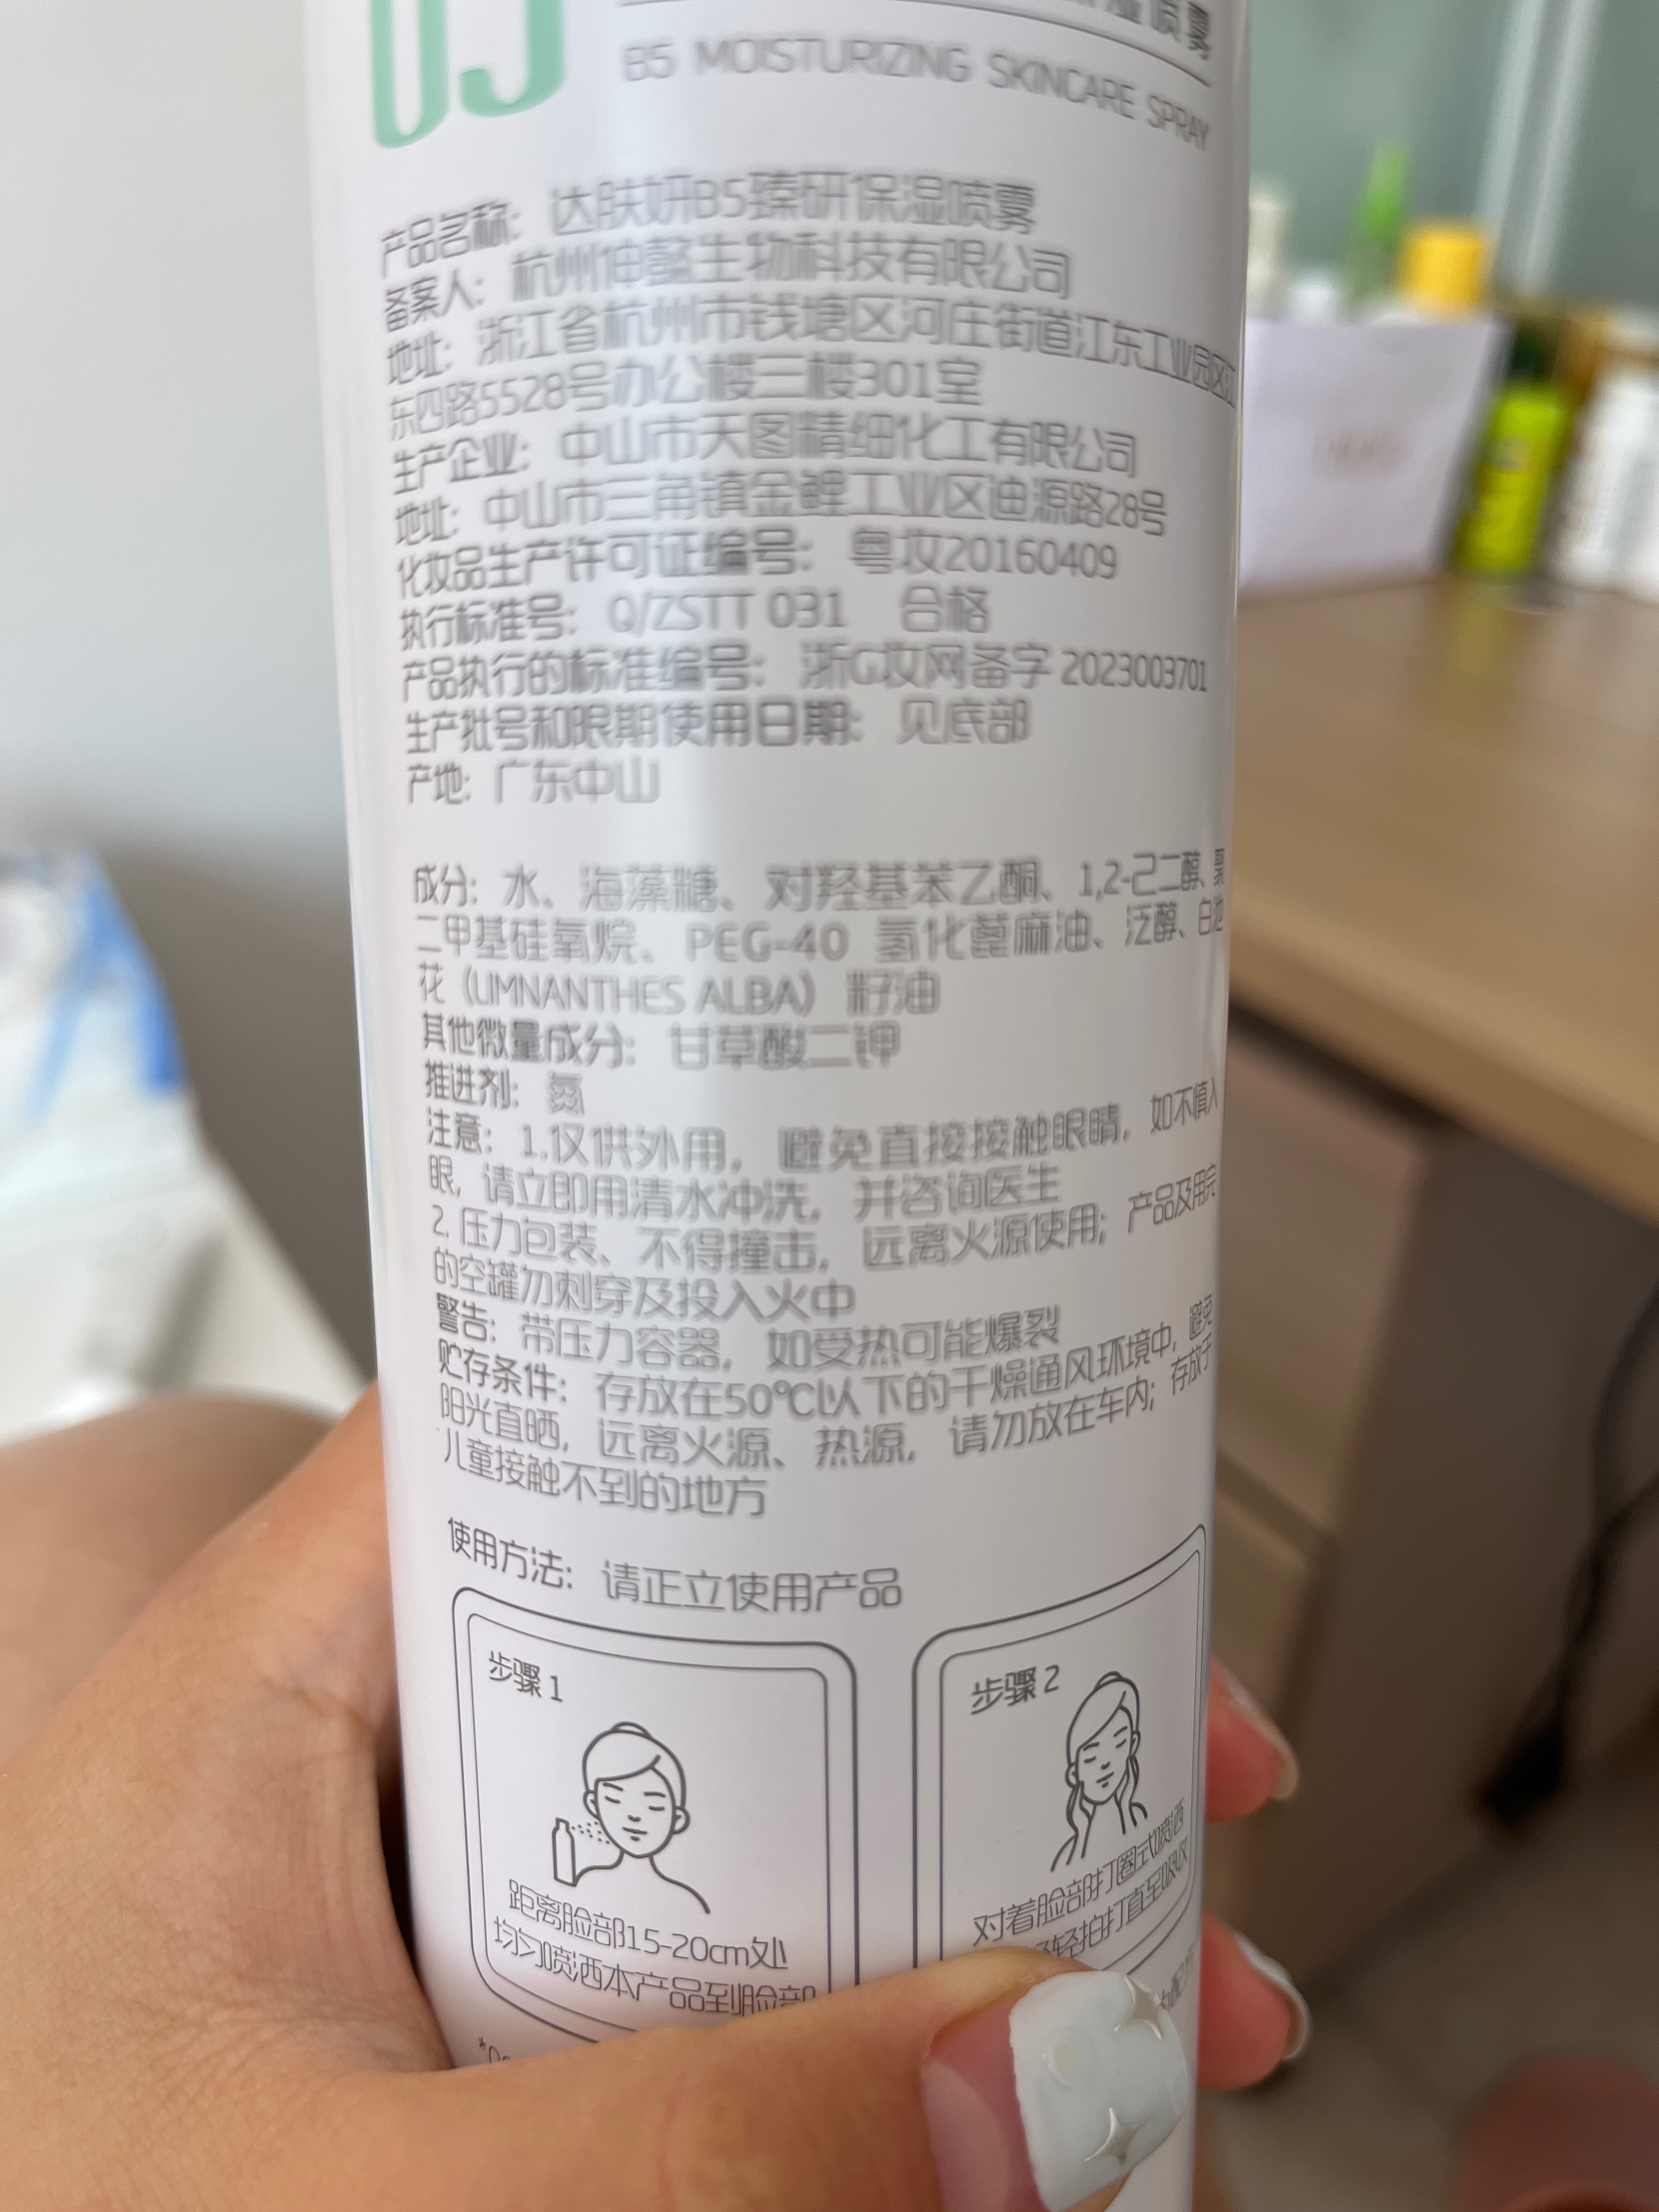 B5
湿喷雾
B5 MOISTURIZING SKINCARE SPRAY
产品名称：达肤妍B5臻研保湿喷雾
备案人：杭州伸懿生物科技有限公司
地址：浙江省杭州市钱塘区河庄街道江东工业园区江
东四路5528号办公楼三楼301室
生产企业：中山市天图精细化工有限公司
地址：中山市三角镇金鲤工业区迪源路28号
化妆品生产许可证编号：粤妆20160409
执行标准号：Q/ZSTT 031 合格
产品执行的标准编号：浙G妆网备字 2023003701
生产批号和限期使用日期：见底部
产地：广东中山
成分：水、海藻糖、对羟基苯乙酮、1,2-己二醇、聚
二甲基硅氧烷、PEG-40 氢化蓖麻油、泛醇、白池
花（LIMNANTHES ALBA）籽油
其他微量成分：甘草酸二钾
推进剂：氮
注意：1.仅供外用，避免直接接触眼睛，如不慎入
眼，请立即用清水冲洗，并咨询医生
2. 压力包装、不得撞击，远离火源使用；产品及用完
的空罐勿刺穿及投入火中
警告：带压力容器，如受热可能爆裂
贮存条件：存放在50℃以下的干燥通风环境中，避免
阳光直晒，远离火源、热源，请勿放在车内；存放于
儿童接触不到的地方
使用方法：请正立使用产品
步骤 1
距离脸部15-20cm处
均匀喷洒本产品到脸部
步骤 2
对着脸部打圈式喷洒
轻拍打直至吸收